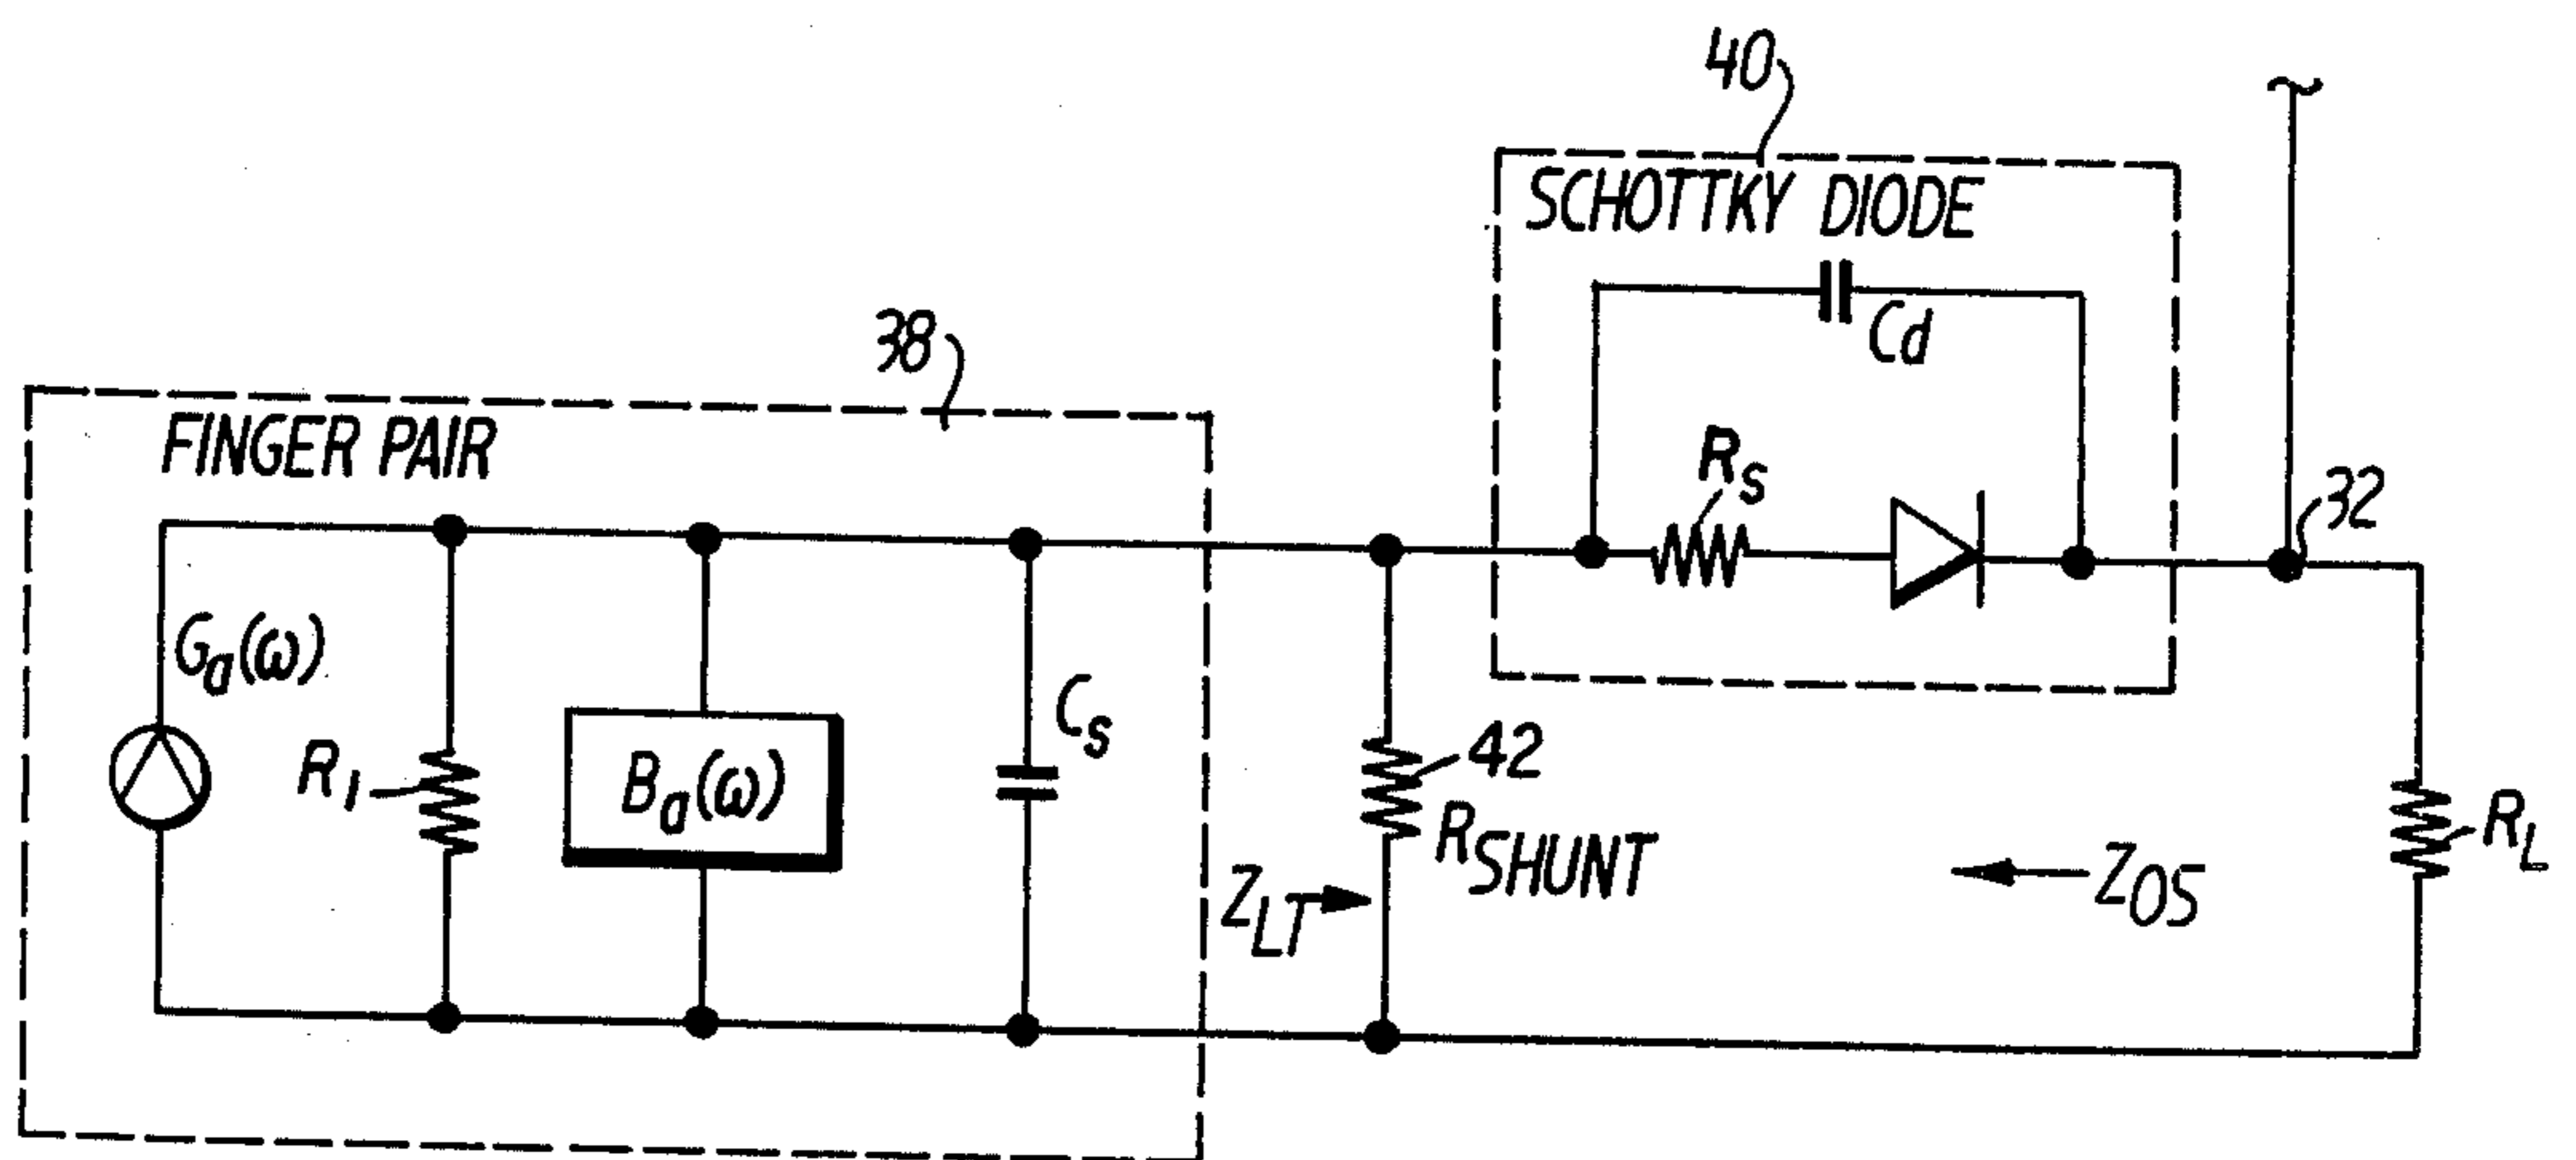 40
SCHOTTKY DIODE
Cd
38
FINGER PAIR
Rs
32
Ga(ω)
R1
Ba(ω)
Cs
42
RSHUNT
ZLT
ZOS
RL